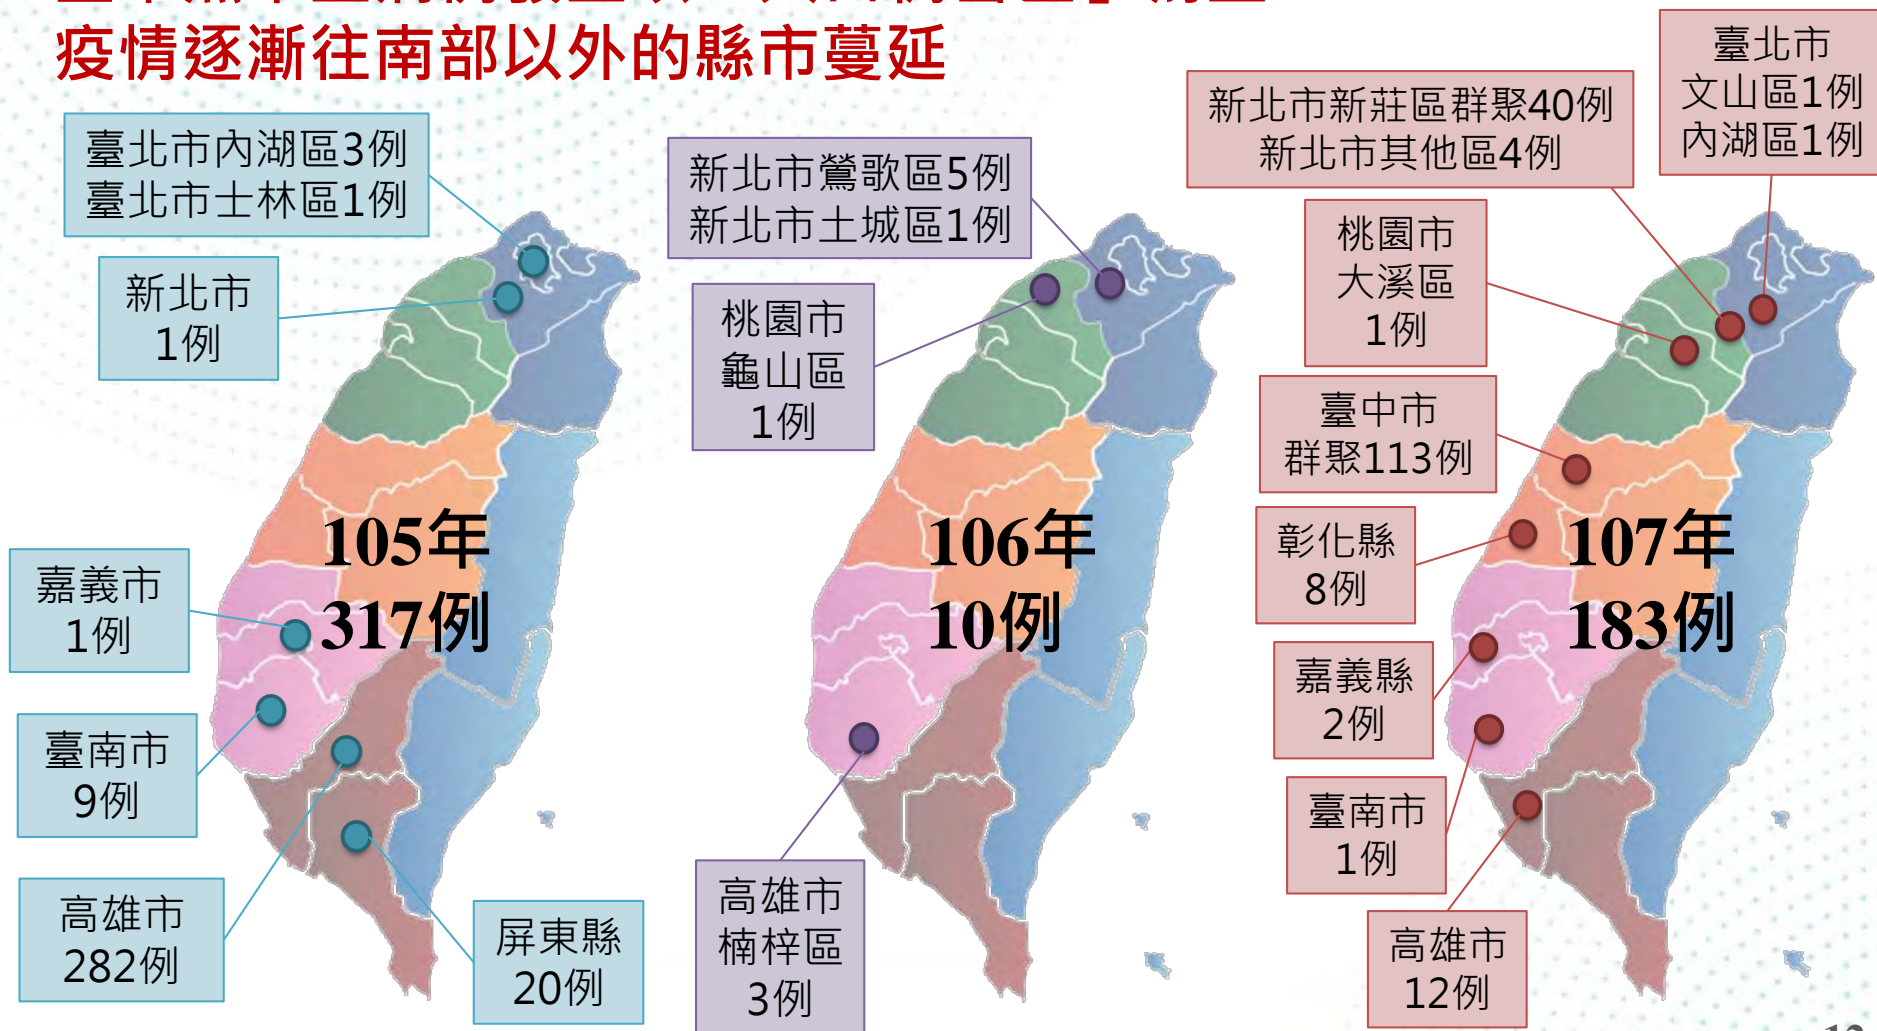 疫情逐漸往南部以外的縣市蔓延
臺北市內湖區3例
臺北市士林區1例
新北市
1例
嘉義市
1例
臺南市
9例
高雄市
282例
屏東縣
20例
105年
317例
新北市鶯歌區5例
新北市土城區1例
桃園市
龜山區
1例
高雄市
楠梓區
3例
106年
10例
新北市新莊區群聚40例
新北市其他區4例
臺北市
文山區1例
內湖區1例
桃園市
大溪區
1例
臺中市
群聚113例
彰化縣
8例
嘉義縣
2例
臺南市
1例
高雄市
12例
107年
183例